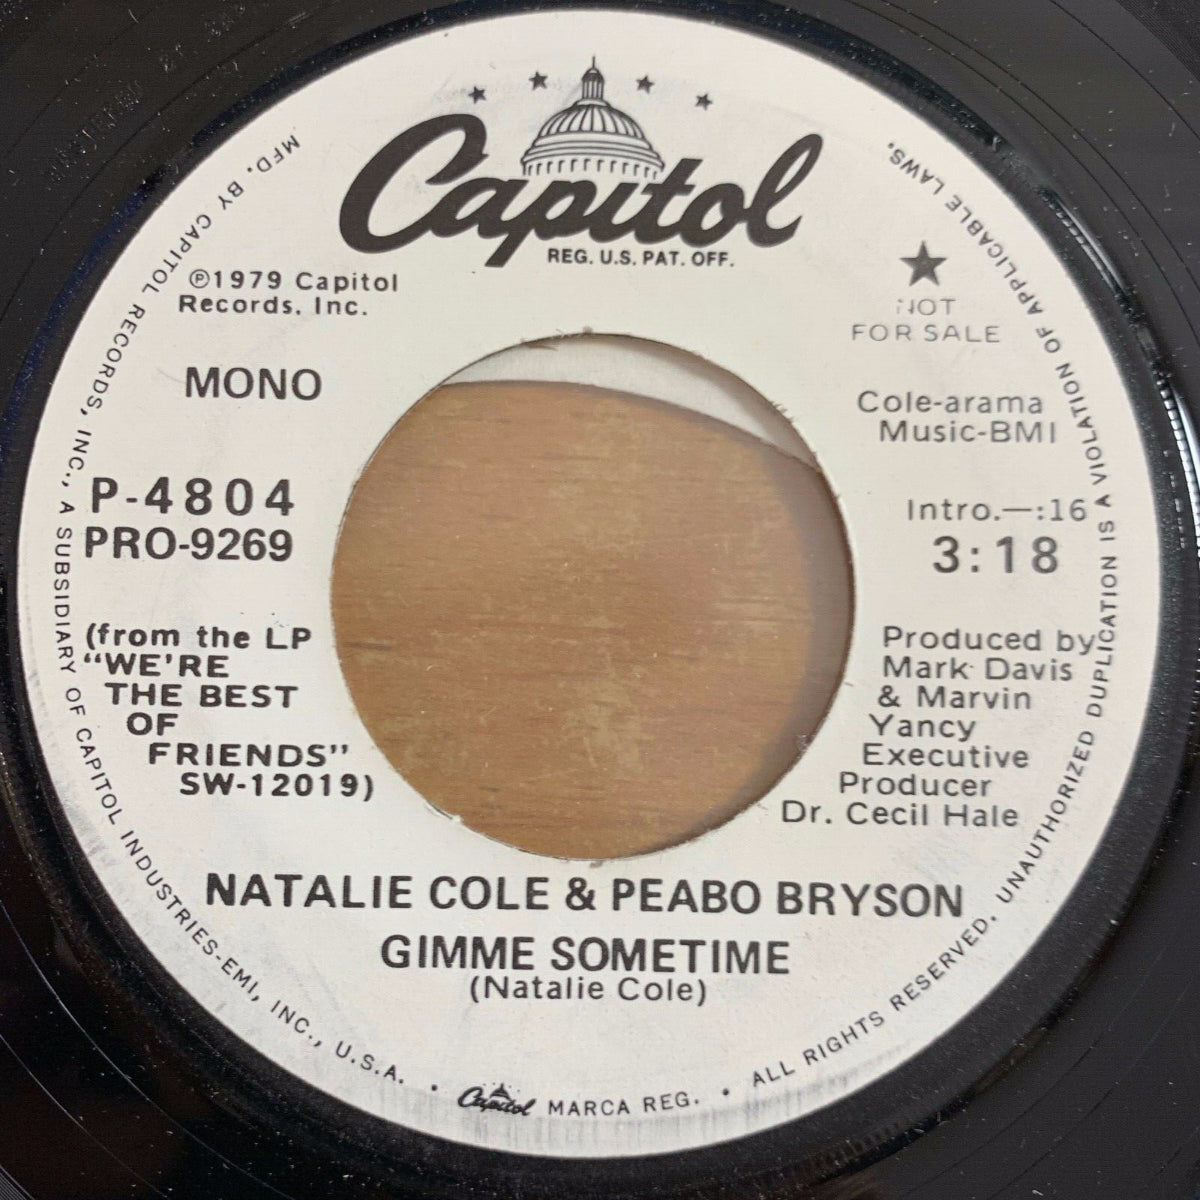 Capitol
REG. U.S. PAT. OFF.
℗1979 Capitol
Records, Inc.
MONO
P-4804
PRO-9269
(from the LP
"WE'RE
THE BEST
OF
FRIENDS"
SW-12019)
★
NOT
FOR SALE
Cole-arama
Music-BMI
Intro.—:16
3:18
Produced by
Mark Davis
& Marvin
Yancy
Executive
Producer
Dr. Cecil Hale
NATALIE COLE & PEABO BRYSON
GIMME SOMETIME
(Natalie Cole)
MFD. BY CAPITOL RECORDS, INC., A SUBSIDIARY OF CAPITOL INDUSTRIES-EMI, INC., U.S.A. • Capitol MARCA REG. • ALL RIGHTS RESERVED. UNAUTHORIZED DUPLICATION IS A VIOLATION OF APPLICABLE LAWS.